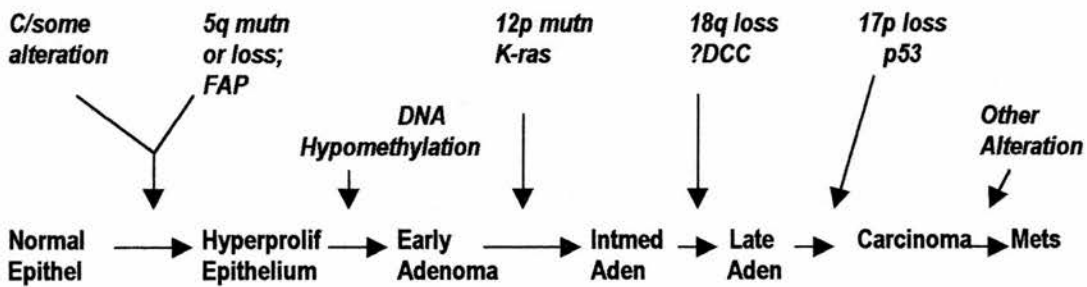 C/some
alteration
5q mutn
or loss;
FAP
12p mutn
K-ras
18q loss
?DCC
17p loss
p53
DNA
Hypomethylation
Other
Alteration
Normal
Epithel
Hyperprolif
Epithelium
Early
Adenoma
Intmed
Aden
Late
Aden
Carcinoma
Mets